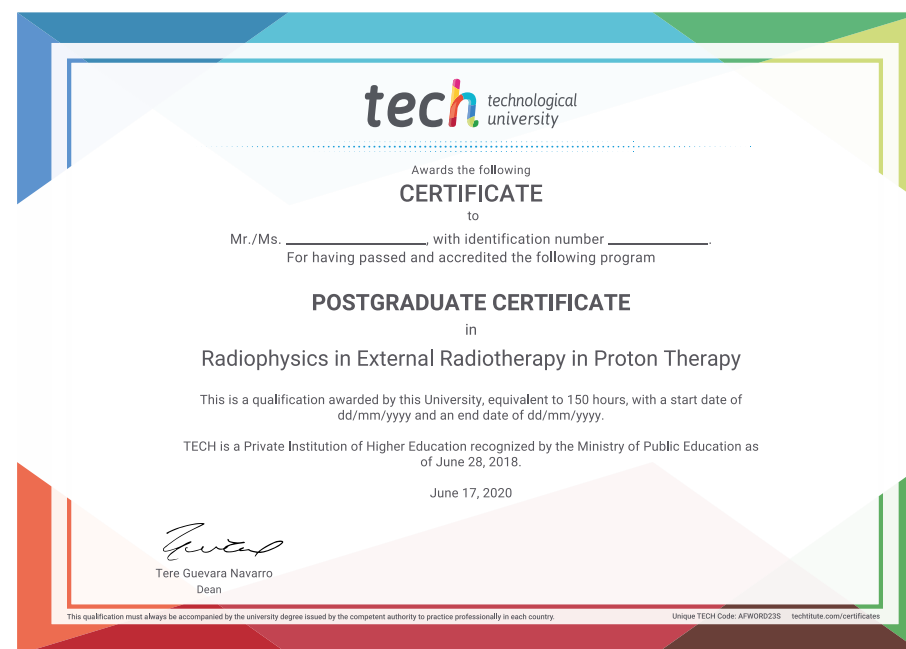 tech technological
university
Awards the following
CERTIFICATE
to
Mr./Ms. ____________, with identification number ____________.
For having passed and accredited the following program
POSTGRADUATE CERTIFICATE
in
Radiophysics in External Radiotherapy in Proton Therapy
This is a qualification awarded by this University, equivalent to 150 hours, with a start date of
dd/mm/yyyy and an end date of dd/mm/yyyy.
TECH is a Private Institution of Higher Education recognized by the Ministry of Public Education as
of June 28, 2018.
June 17, 2020
Tere Guevara Navarro
Dean
This qualification must always be accompanied by the university degree issued by the competent authority to practice professionally in each country.
Unique TECH Code: AFWORD23S techtitute.com/certificates